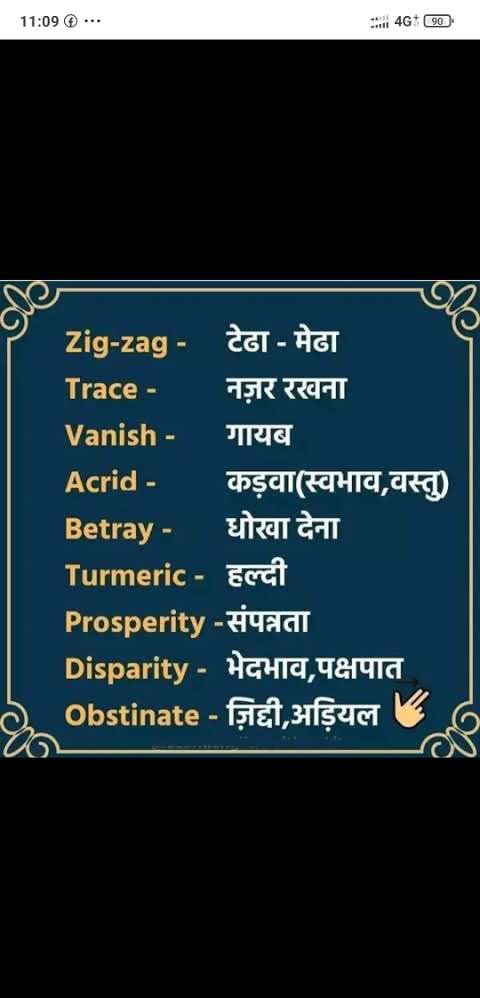 11:09
4G+ 90
Zig-zag - टेढा - मेढा
Trace - नज़र रखना
Vanish - गायब
Acrid - कड़वा(स्वभाव,वस्तु)
Betray - धोखा देना
Turmeric - हल्दी
Prosperity - संपन्नता
Disparity - भेदभाव,पक्षपात
Obstinate - ज़िद्दी,अड़ियल